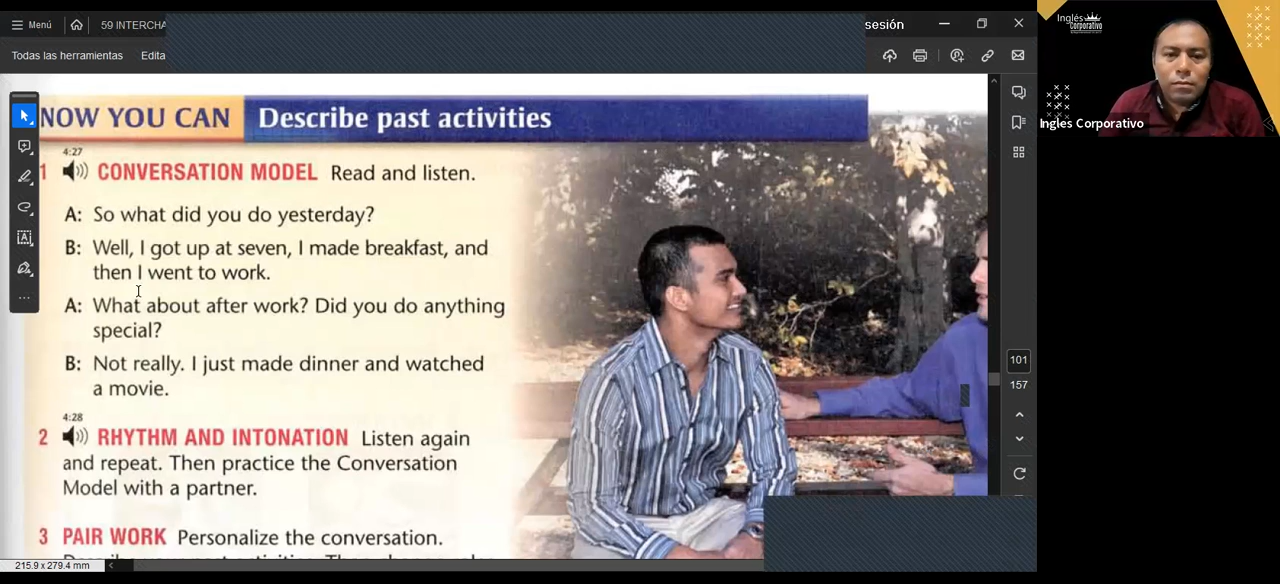 Menú
59 INTERCHA
sesión
Todas las herramientas
Edita
NOW YOU CAN Describe past activities
4:27
1 CONVERSATION MODEL Read and listen.
A: So what did you do yesterday?
B: Well, I got up at seven, I made breakfast, and
then I went to work.
A: What about after work? Did you do anything
special?
B: Not really. I just made dinner and watched
a movie.
4:28
2 RHYTHM AND INTONATION Listen again
and repeat. Then practice the Conversation
Model with a partner.
3 PAIR WORK Personalize the conversation.
215.9 x 279.4 mm
101
157
Inglés
Corporativo
Ingles Corporativo